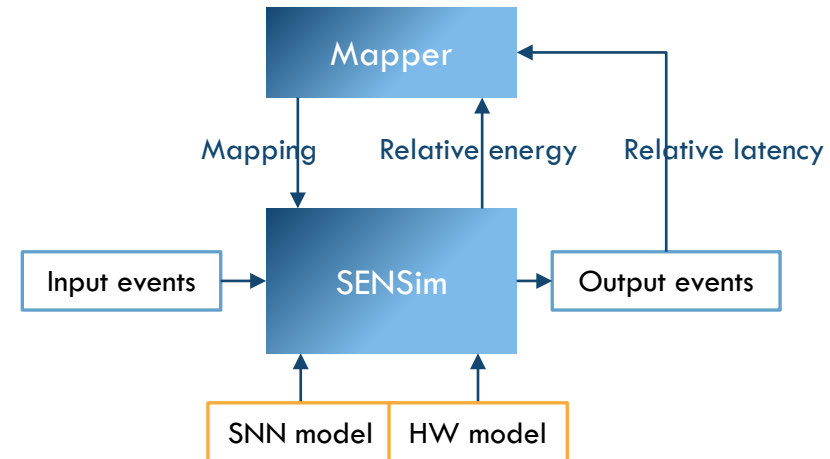 Mapper
Mapping Relative energy Relative latency
Input events SENSim Output events
SNN model HW model